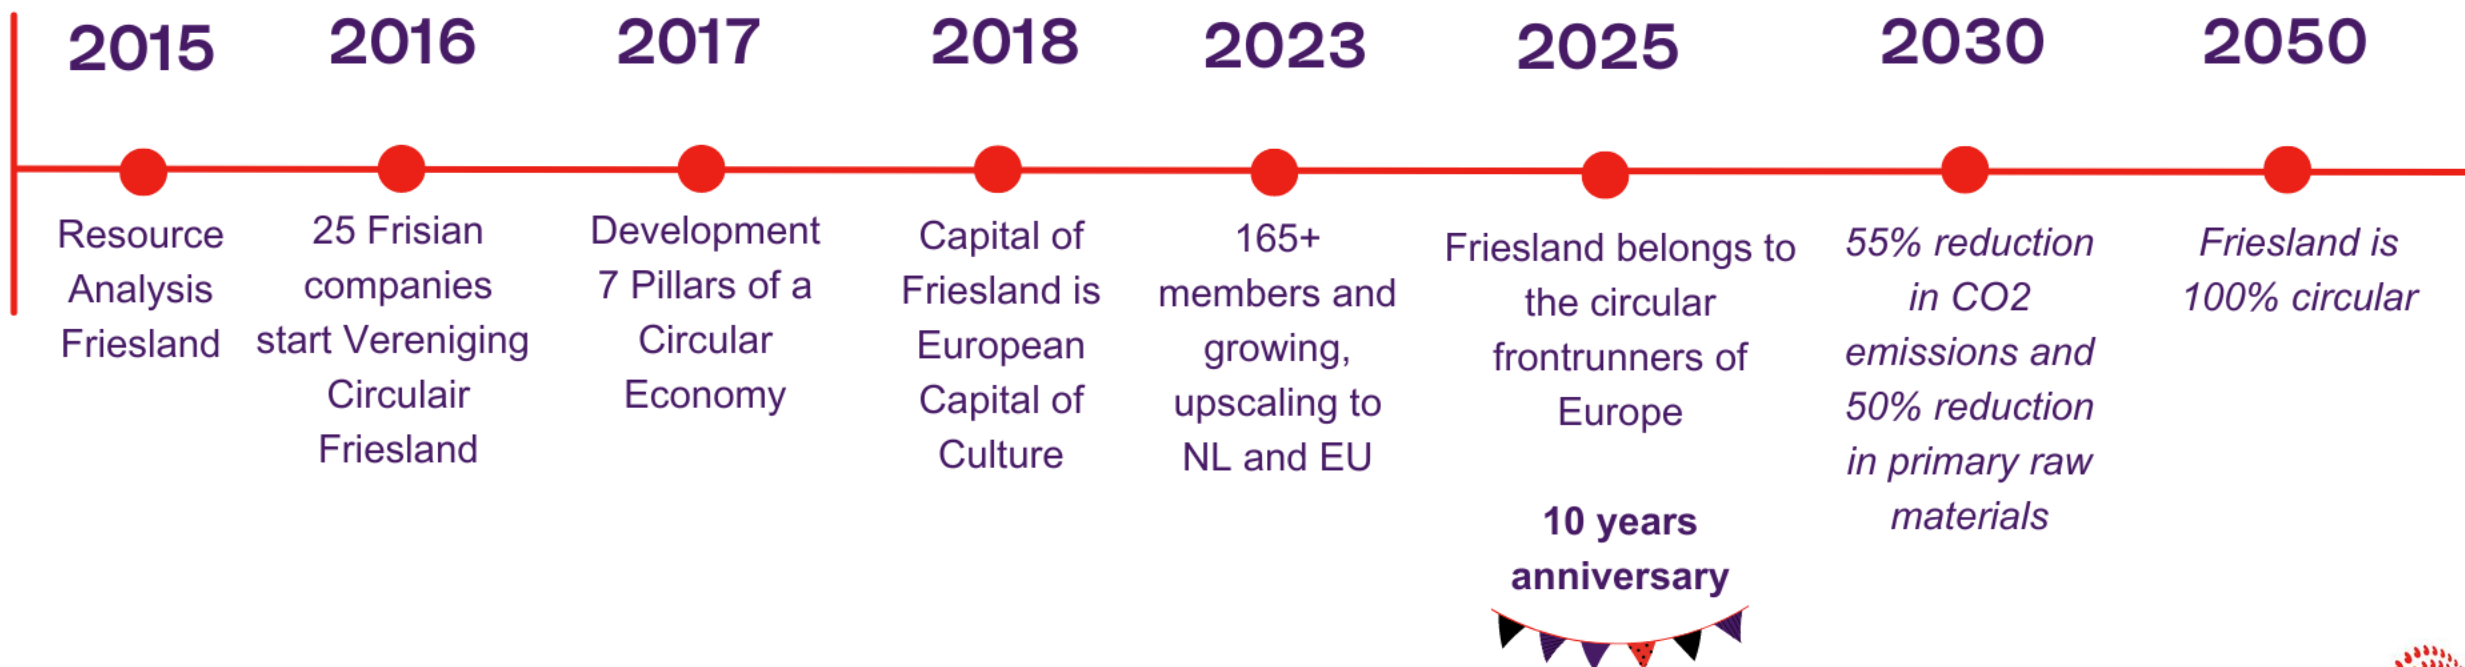 2015
Resource
Analysis
Friesland
2016
25 Frisian
companies
start Vereniging
Circulair
Friesland
2017
Development
7 Pillars of a
Circular
Economy
2018
Capital of
Friesland is
European
Capital of
Culture
2023
165+
members and
growing,
upscaling to
NL and EU
2025
Friesland belongs to
the circular
frontrunners of
Europe
10 years
anniversary
2030
55% reduction
in CO2
emissions and
50% reduction
in primary raw
materials
2050
Friesland is
100% circular